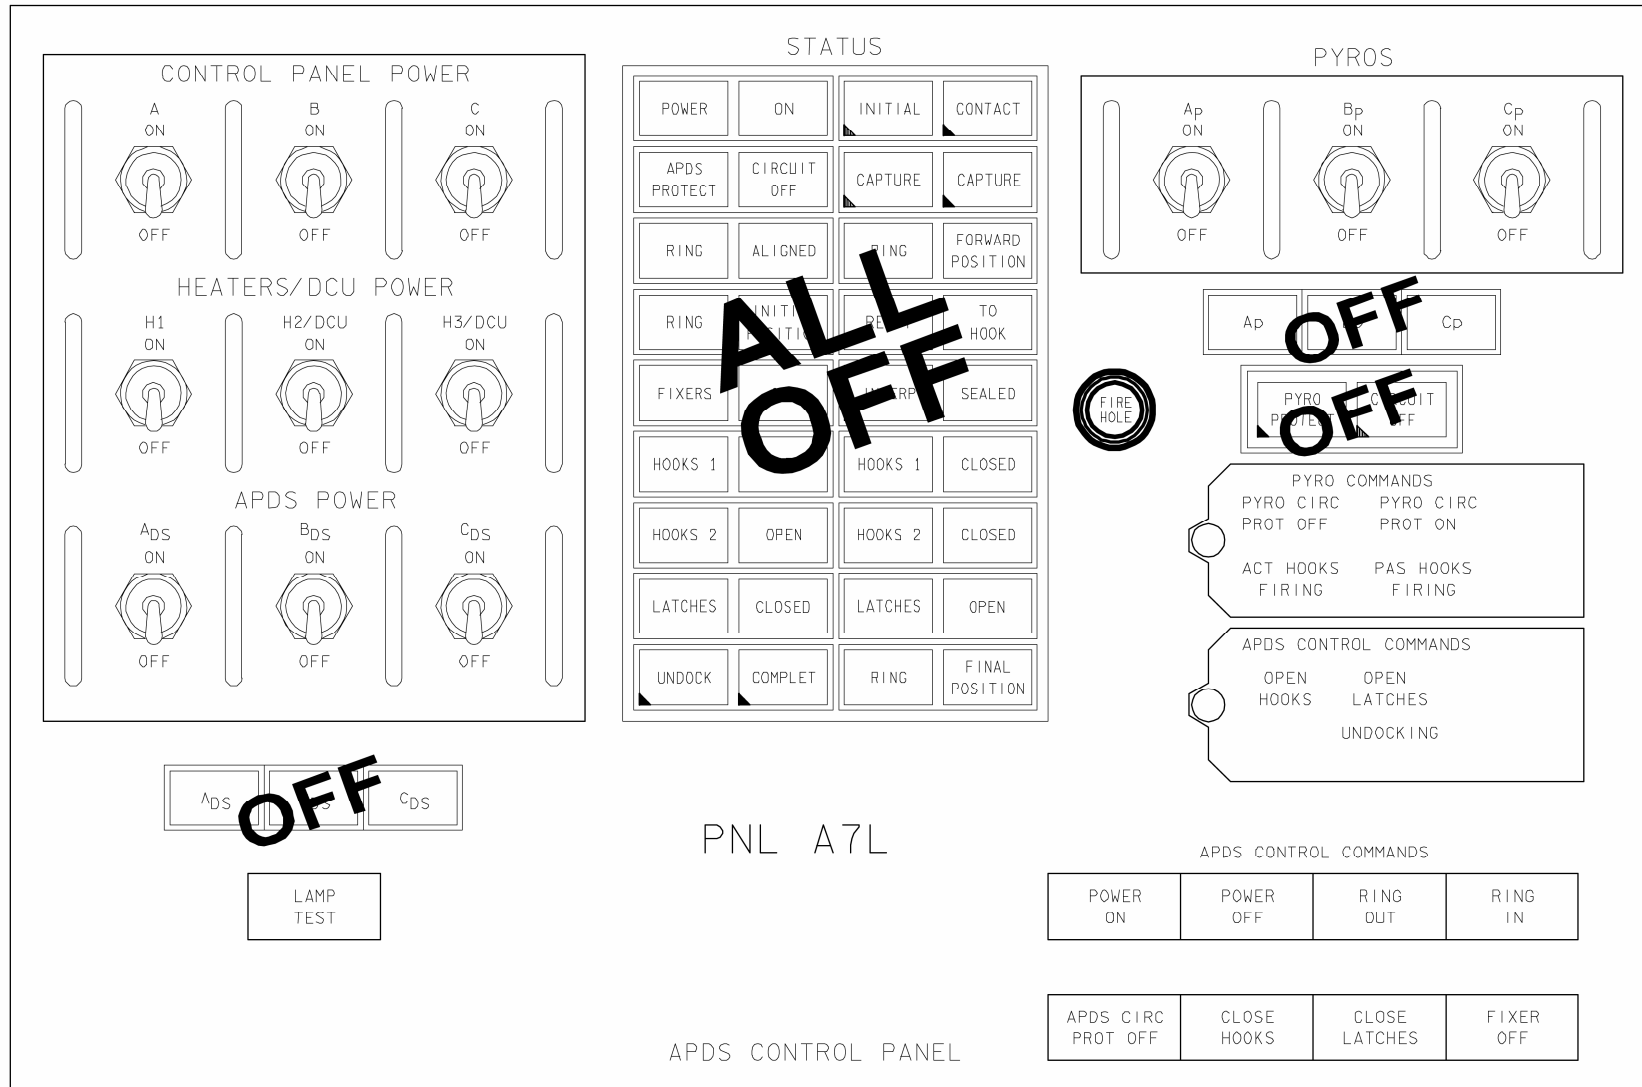 STATUS
PYROS
CONTROL PANEL POWER
A B C
ON ON ON
OFF OFF OFF
HEATERS/DCU POWER
H1 H2/DCU H3/DCU
ON ON ON
OFF OFF OFF
APDS POWER
ADS BDS CDS
ON ON ON
OFF OFF OFF
ADS CDS
OFF
LAMP
TEST
POWER ON INITIAL CONTACT
APDS
PROTECT
CIRCUIT
OFF
CAPTURE CAPTURE
RING ALIGNED RING
FORWARD
POSITION
RING
TO
HOOK
FIXERS SEALED
HOOKS 1 HOOKS 1 CLOSED
HOOKS 2 OPEN HOOKS 2 CLOSED
LATCHES CLOSED LATCHES OPEN
UNDOCK COMPLET RING
FINAL
POSITION
ALL
OFF
Ap Bp Cp
ON ON ON
OFF OFF OFF
Ap Cp
OFF
FIRE
HOLE
PYRO
PROTECT
CIRCUIT
OFF
OFF
PYRO COMMANDS
PYRO CIRC PYRO CIRC
PROT OFF PROT ON
ACT HOOKS PAS HOOKS
FIRING FIRING
APDS CONTROL COMMANDS
OPEN OPEN
HOOKS LATCHES
UNDOCKING
PNL A7L
APDS CONTROL COMMANDS
POWER POWER RING RING
ON OFF OUT IN
APDS CIRC CLOSE CLOSE FIXER
PROT OFF HOOKS LATCHES OFF
APDS CONTROL PANEL